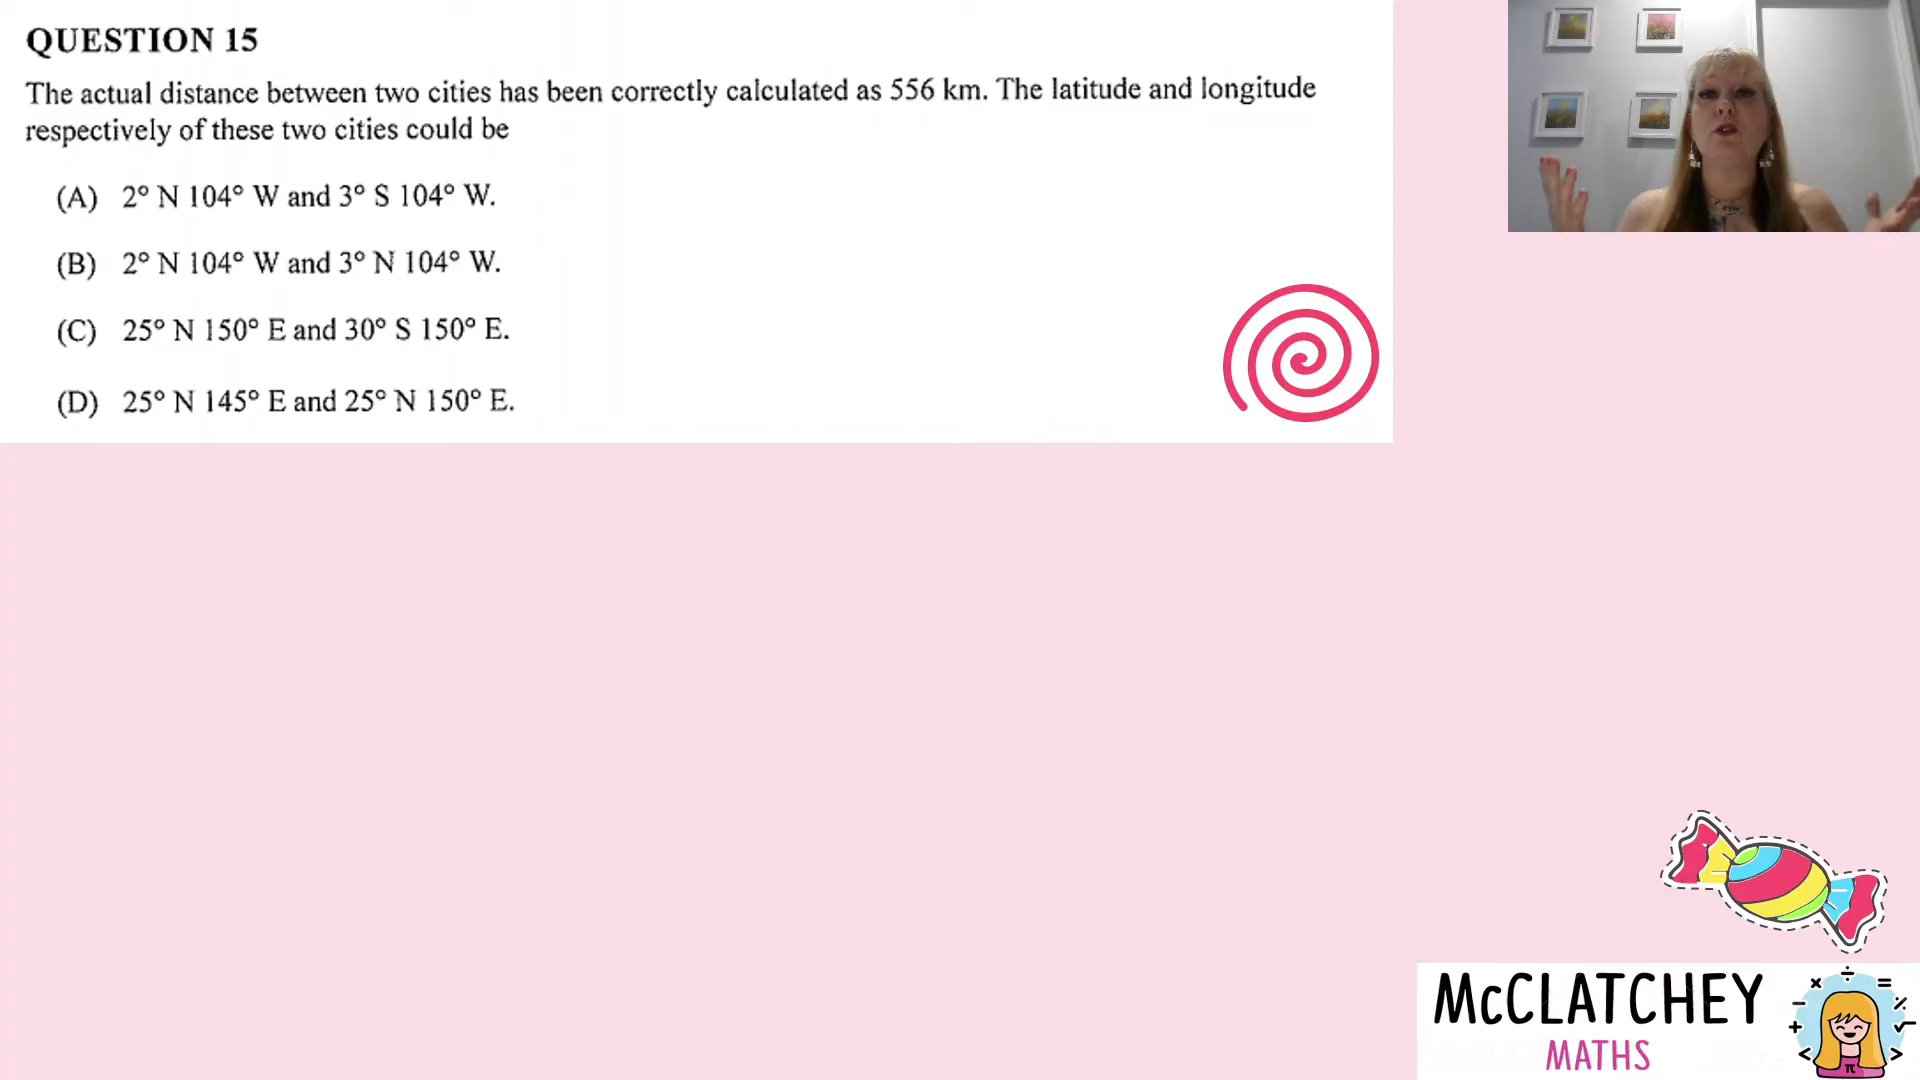 QUESTION 15
The actual distance between two cities has been correctly calculated as 556 km. The latitude and longitude
respectively of these two cities could be
(A) 2° N 104° W and 3° S 104° W.
(B) 2° N 104° W and 3° N 104° W.
(C) 25° N 150° E and 30° S 150° E.
(D) 25° N 145° E and 25° N 150° E.
McCLATCHEY
MATHS
π